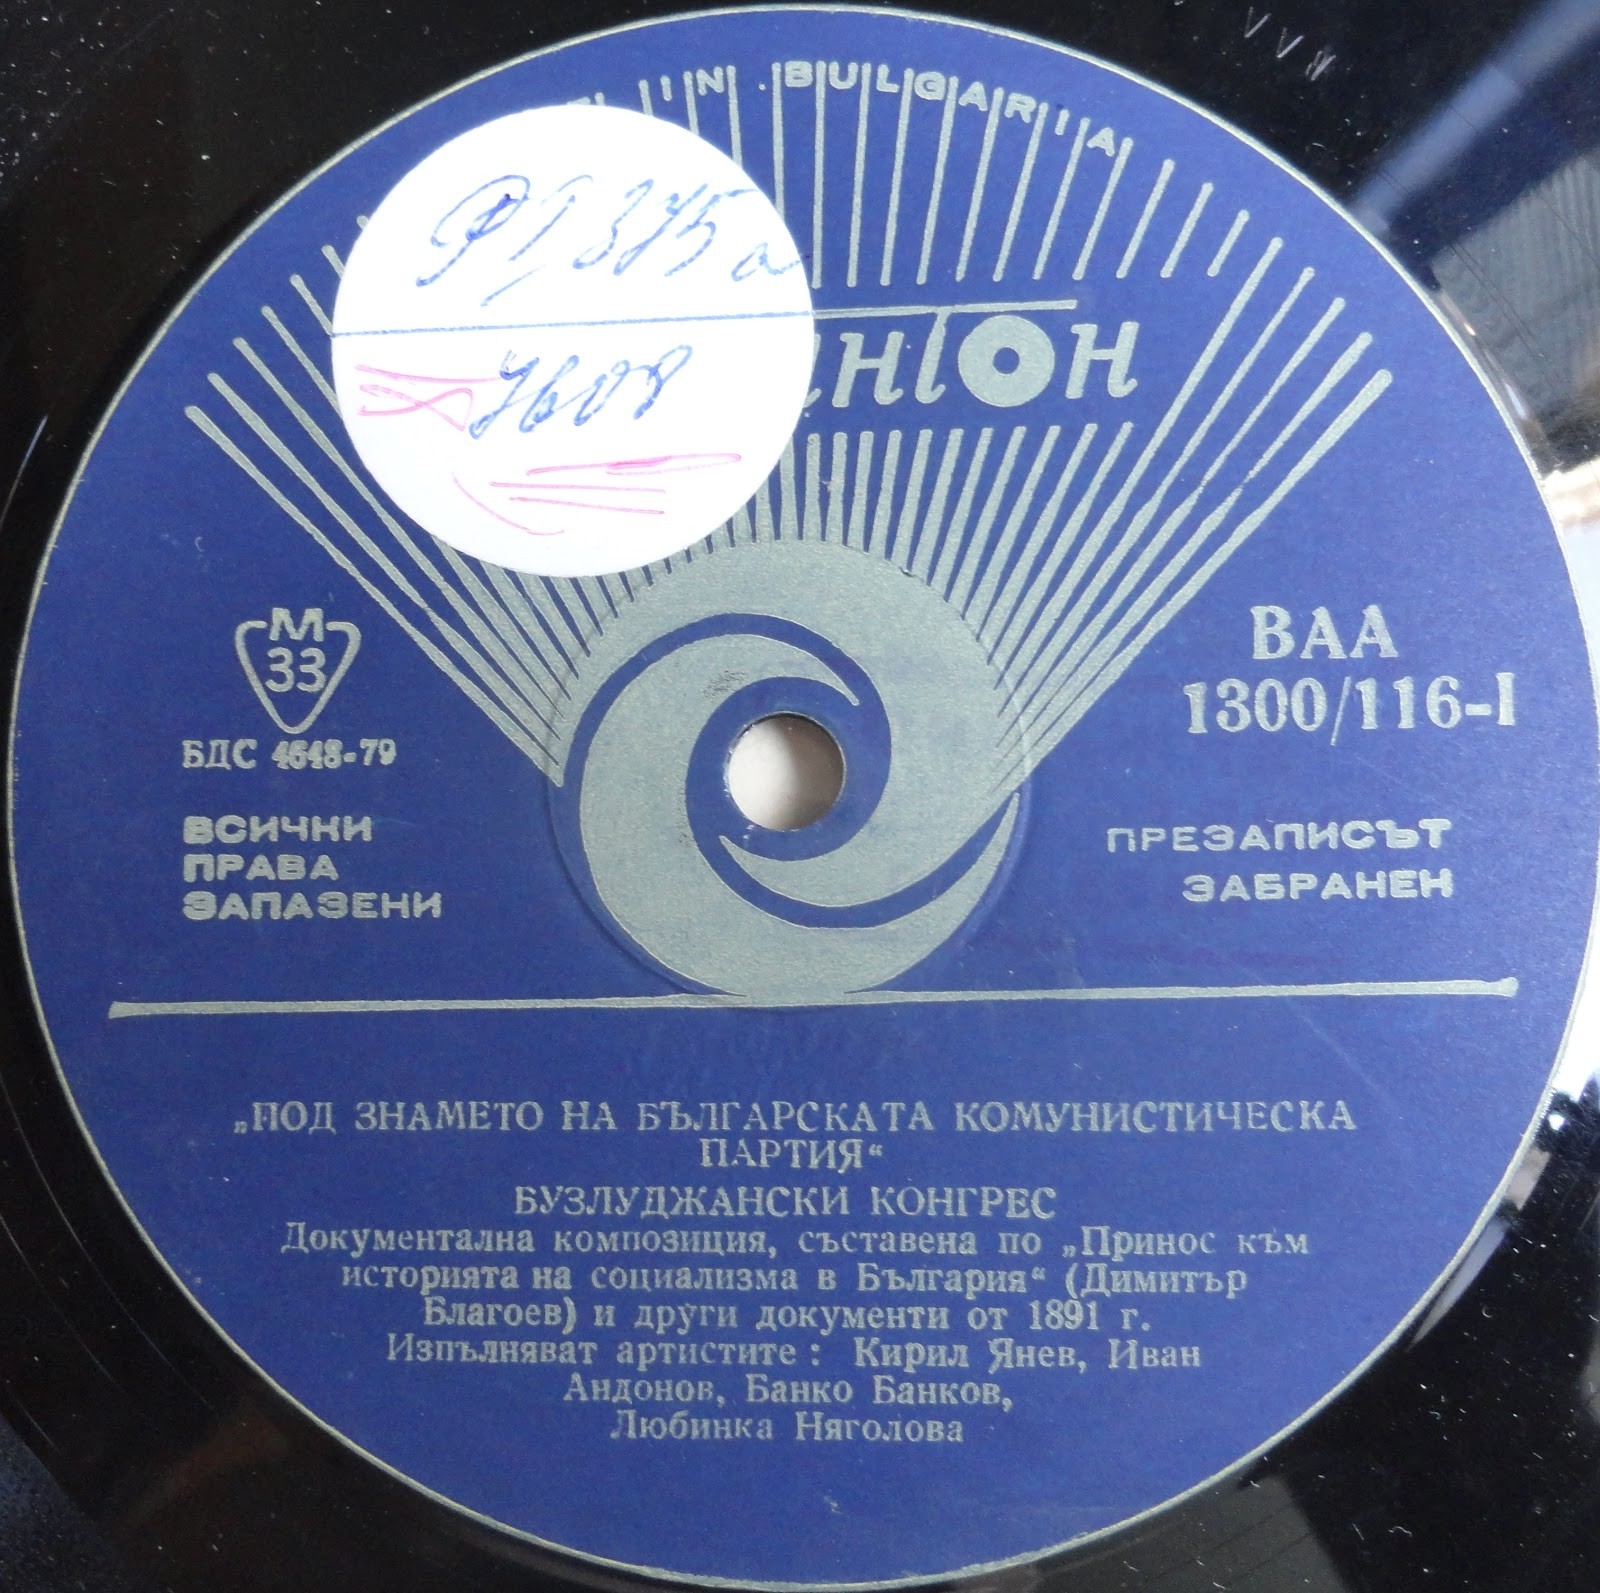 IN BULGARIA
НТОН
М
33
БДС 4648-79
ВАА
1300/116-I
ВСИЧКИ
ПРАВА
ЗАПАЗЕНИ
ПРЕЗАПИСЪТ
ЗАБРАНЕН
„ПОД ЗНАМЕТО НА БЪЛГАРСКАТА КОМУНИСТИЧЕСКА
ПАРТИЯ“
БУЗЛУДЖАНСКИ КОНГРЕС
Документална композиция, съставена по „Принос към
историята на социализма в България“ (Димитър
Благоев) и други документи от 1891 г.
Изпълняват артистите : Кирил Янев, Иван
Андонов, Банко Банков,
Любинка Няголова